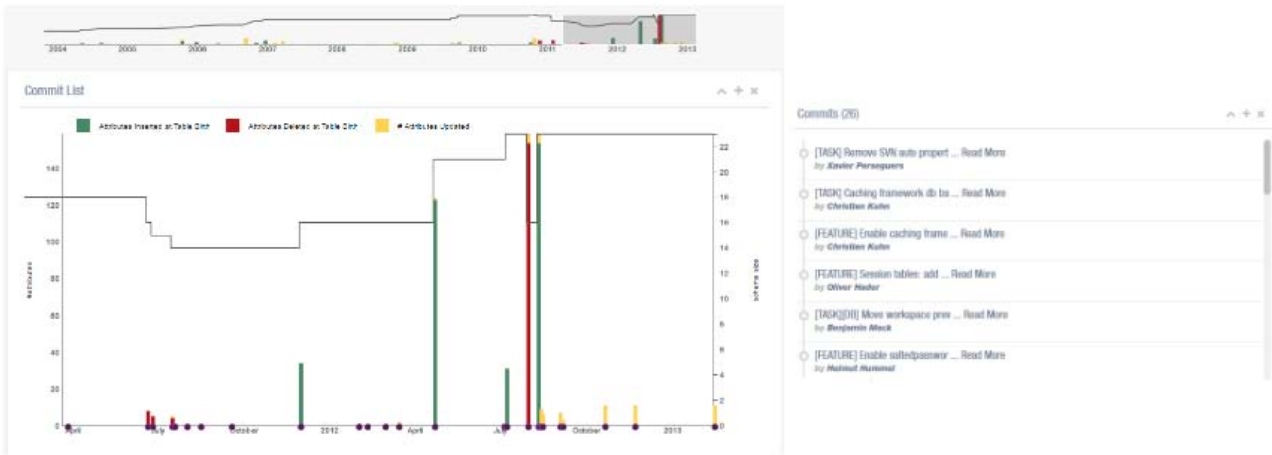 2004 2005 2006 2007 2008 2009 2010 2011 2012 2013
Commit List
Attributes Inserted at Table Birth Attributes Deleted at Table Birth # Attributes Updated
140
120
100
80
60
40
20
0
#attributes
22
20
18
16
14
12
10
8
6
4
2
0
schema size
April July October 2012 April July October 2013
Commits (26)
[TASK] Remove SVN auto propert ... Read More
by Xavier Perseguers
[TASK] Caching framework db ba ... Read More
by Christian Kuhn
[FEATURE] Enable caching frame ... Read More
by Christian Kuhn
[FEATURE] Session tables: add ... Read More
by Oliver Hader
[TASK][DB] Move workspace prev ... Read More
by Benjamin Mack
[FEATURE] Enable saltedpasswor ... Read More
by Helmut Hummel